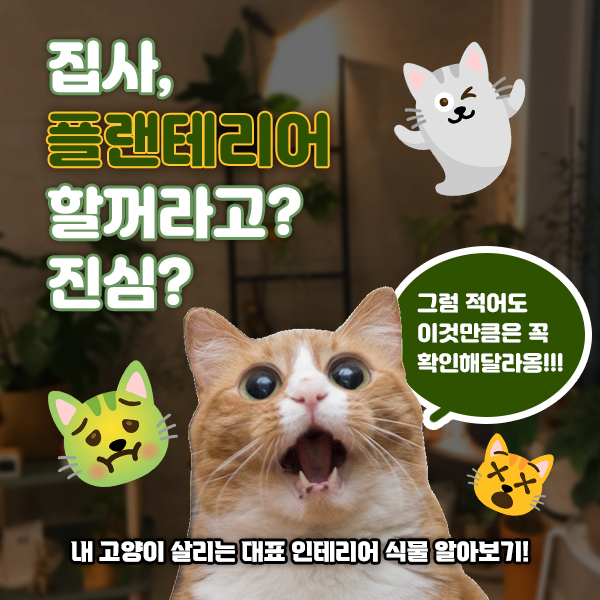 집사,
플랜테리어
할꺼라고?
진심?
그럼 적어도
이것만큼은 꼭
확인해달라옹!!!
내 고양이 살리는 대표 인테리어 식물 알아보기!